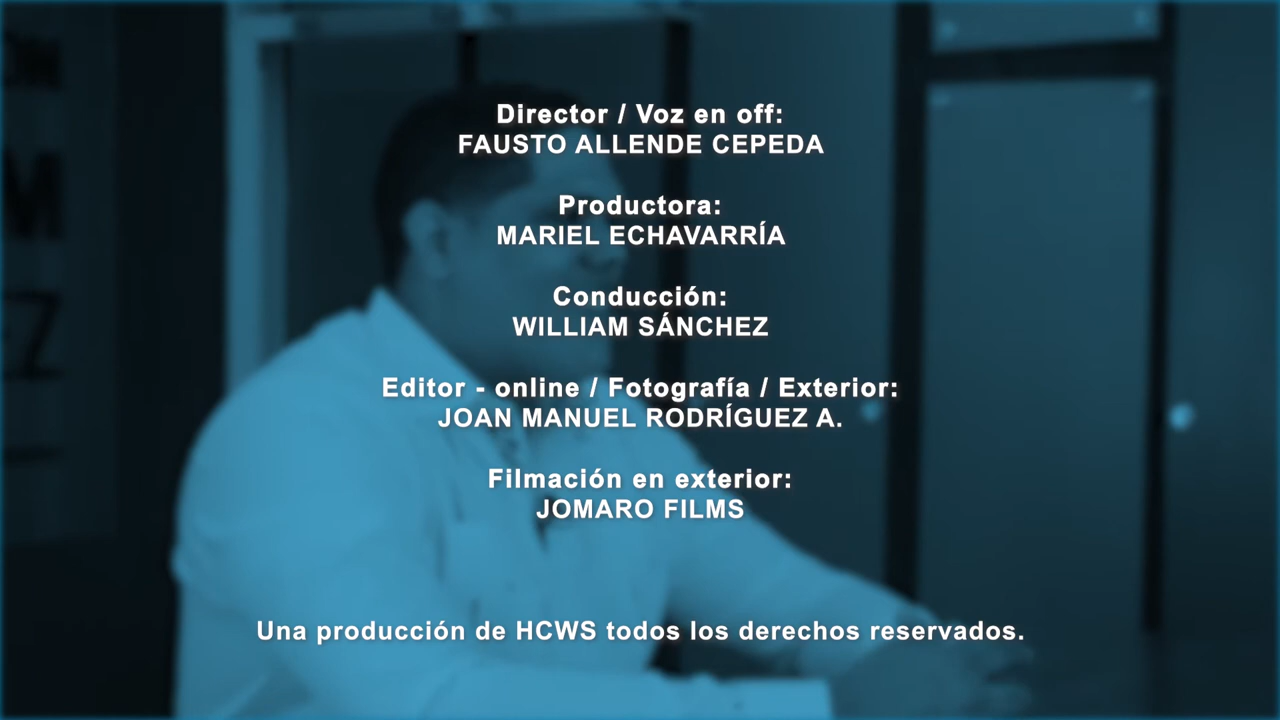 Director / Voz en off:
FAUSTO ALLENDE CEPEDA
Productora:
MARIEL ECHAVARRÍA
Conducción:
WILLIAM SÁNCHEZ
Editor - online / Fotografía / Exterior:
JOAN MANUEL RODRÍGUEZ A.
Filmación en exterior:
JOMARO FILMS
Una producción de HCWS todos los derechos reservados.